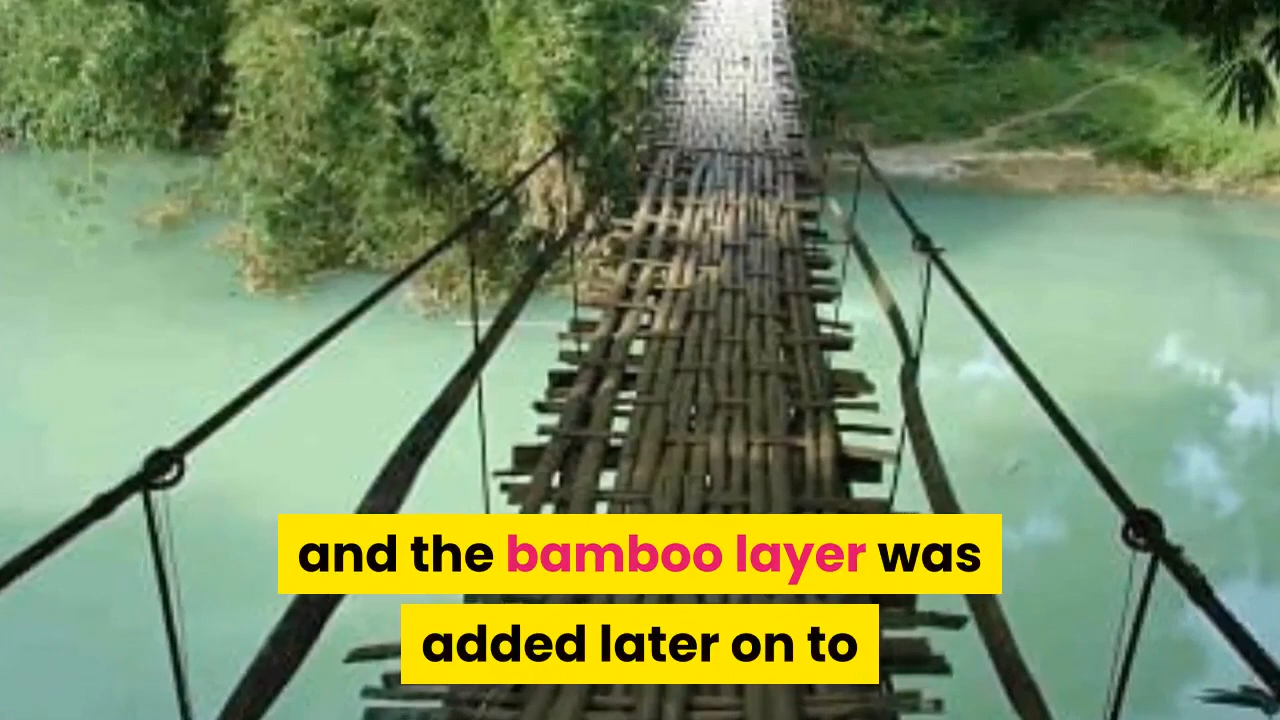 and the bamboo layer was
added later on to